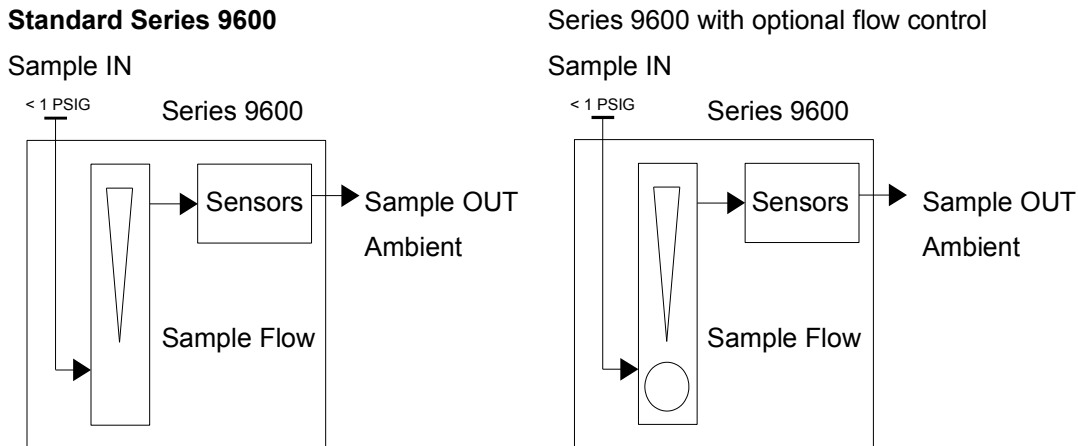 Standard Series 9600
Sample IN
< 1 PSIG
Series 9600
Sensors
Sample OUT
Ambient
Sample Flow
Series 9600 with optional flow control
Sample IN
< 1 PSIG
Series 9600
Sensors
Sample OUT
Ambient
Sample Flow